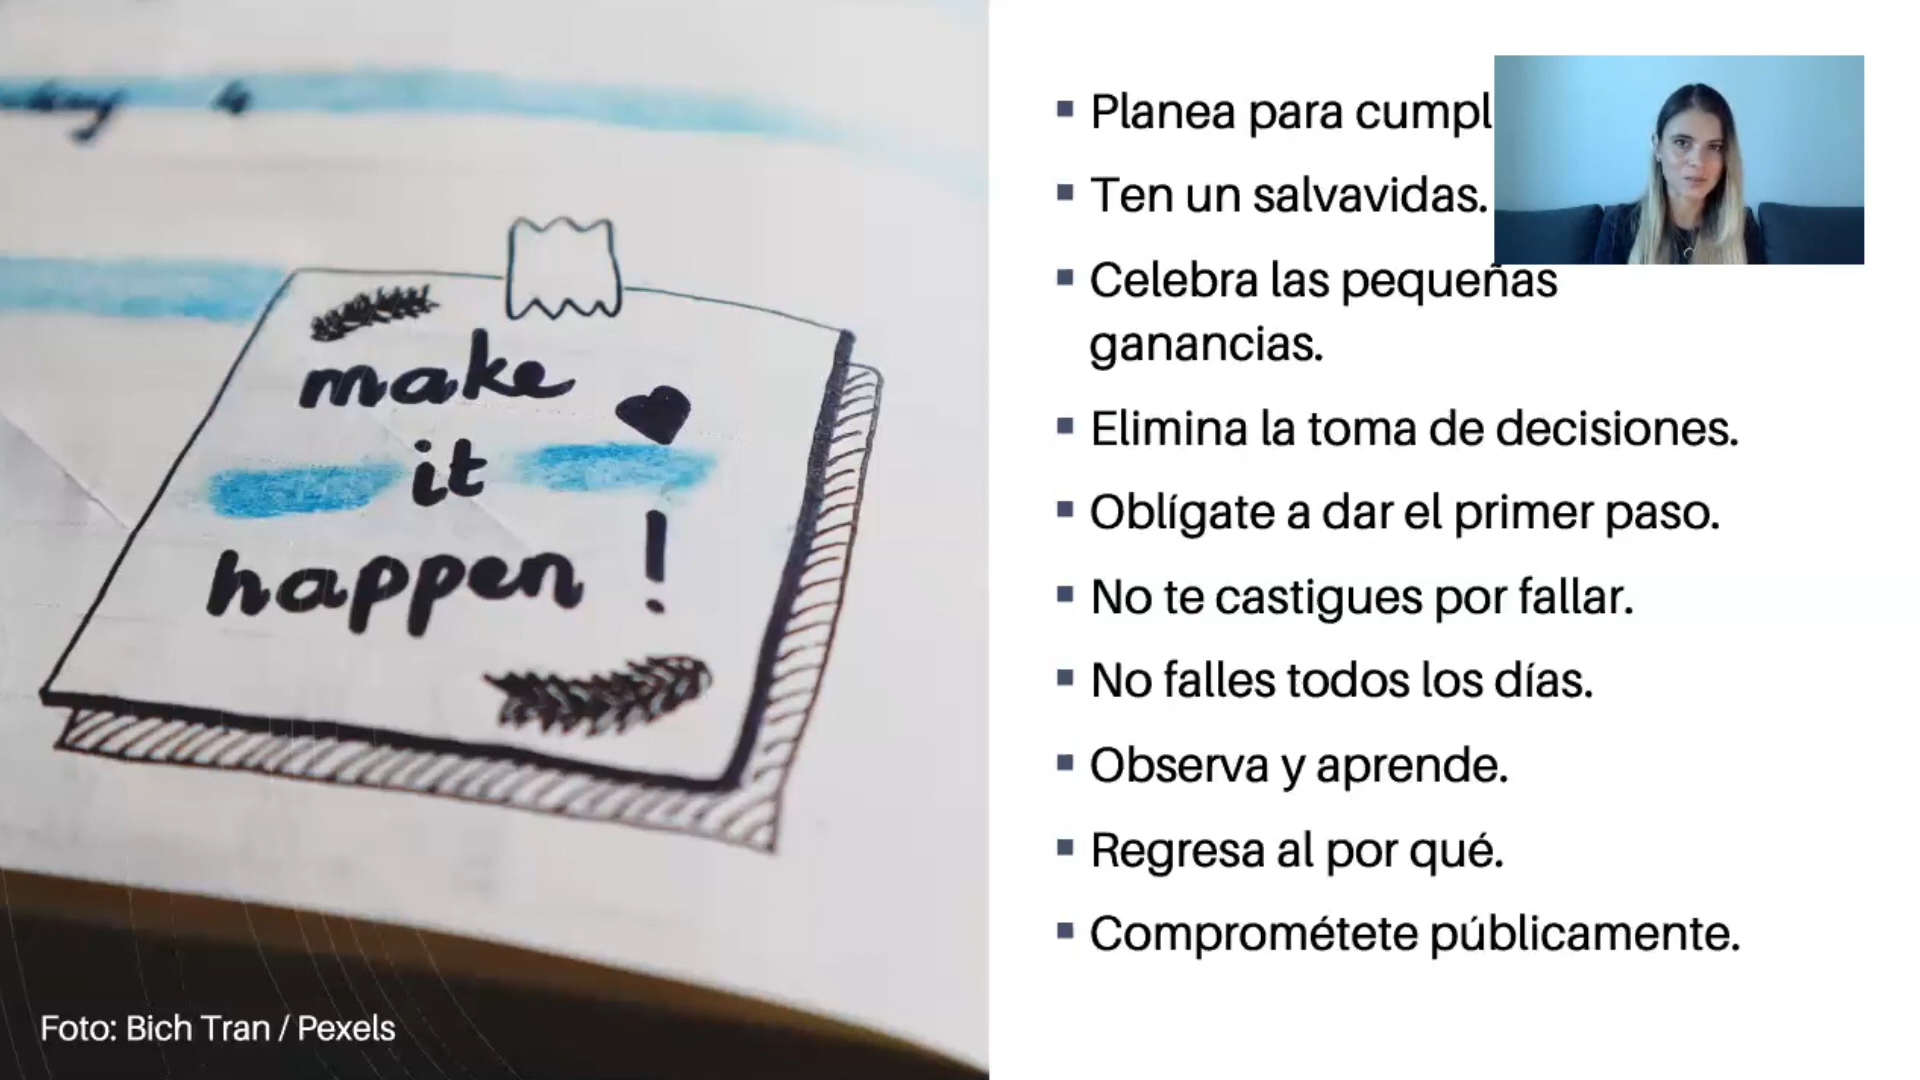 make
it
happen!
Foto: Bich Tran / Pexels
Planea para
Ten un salvavidas.
Celebra las pequeñas
ganancias.
Elimina la toma de decisiones.
Oblígate a dar el primer paso.
No te castigues por fallar.
No falles todos los días.
Observa y aprende.
Regresa al por qué.
Comprométete públicamente.